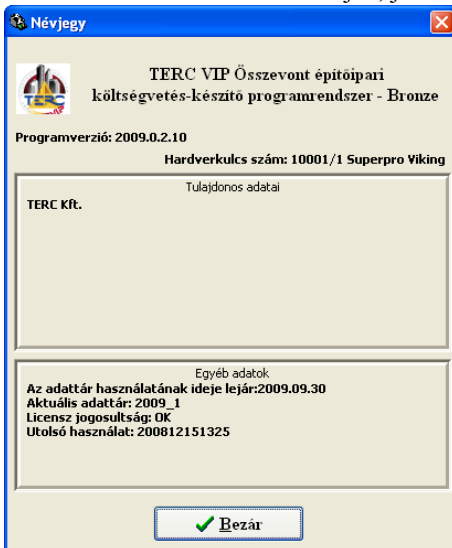 Névjegy
TERC
TERC VIP Összevont építőipari
költségvetés-készítő programrendszer - Bronze
Programverzió: 2009.0.2.10
Hardverkulcs szám: 10001/1 Superpro Viking
Tulajdonos adatai
TERC Kft.
Egyéb adatok
Az adattár használatának ideje lejár:2009.09.30
Aktuális adattár: 2009_1
Licensz jogosultság: OK
Utolsó használat: 200812151325
Bezár